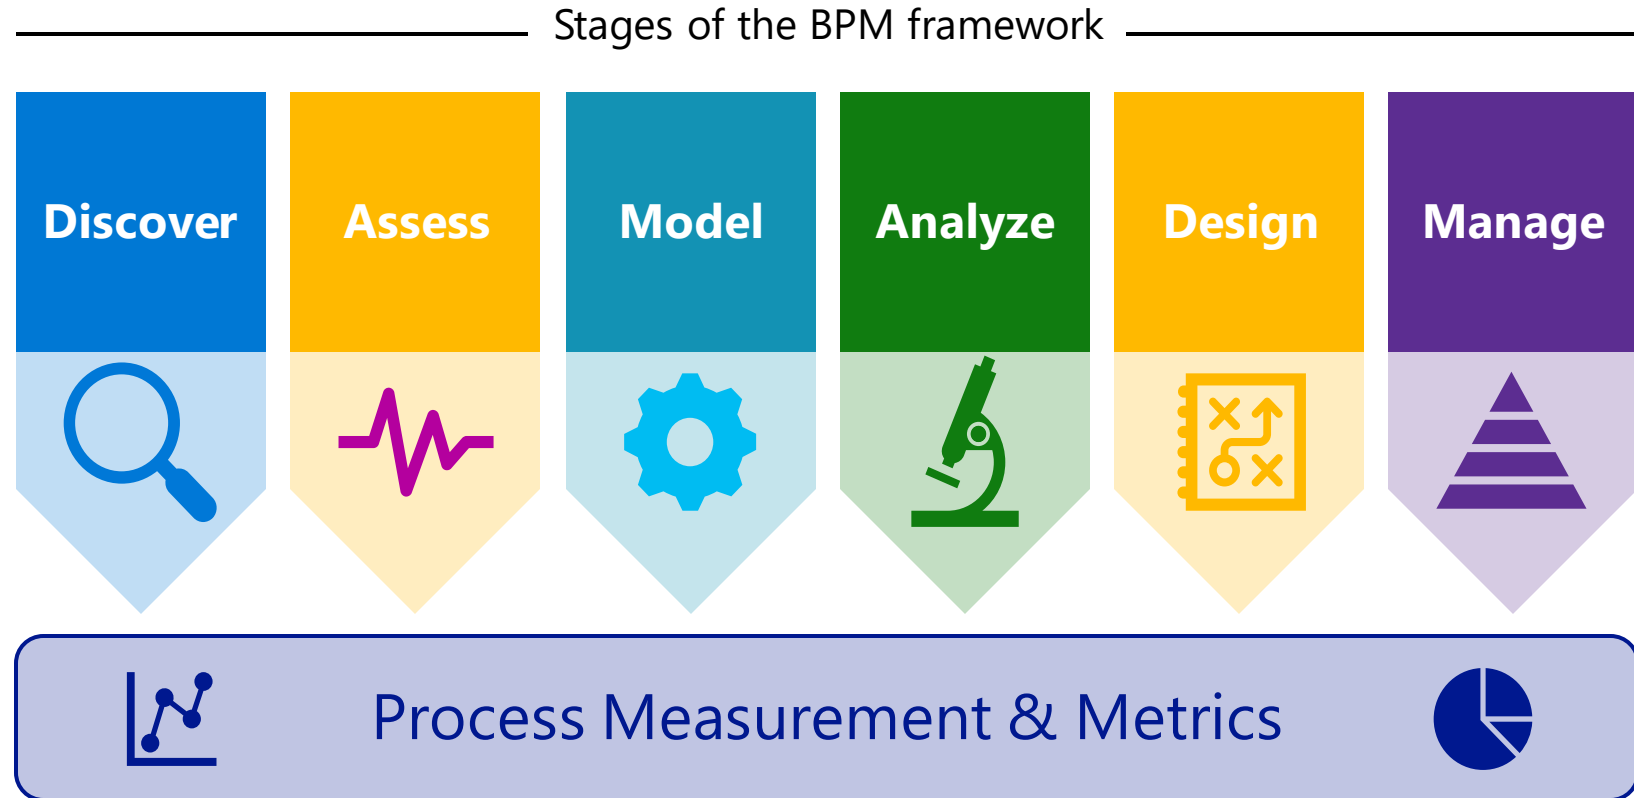 Stages of the BPM framework
Discover
Assess
Model
Analyze
Design
Manage
Process Measurement & Metrics